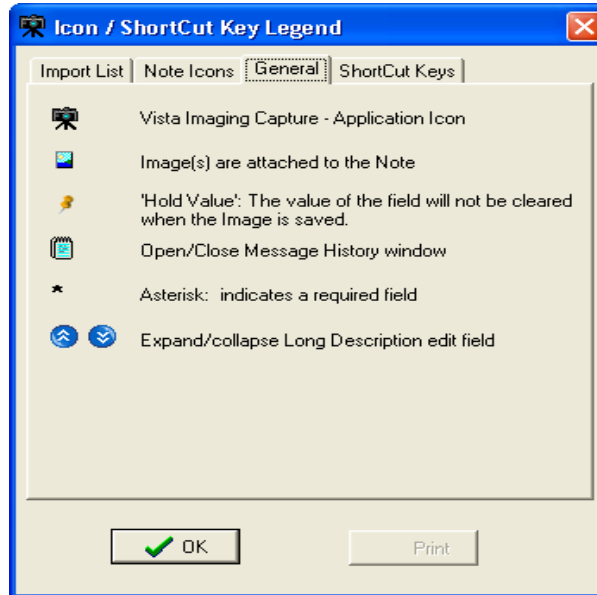 Icon / ShortCut Key Legend
Import List Note Icons General ShortCut Keys
Vista Imaging Capture - Application Icon
Image(s) are attached to the Note
'Hold Value': The value of the field will not be cleared
when the Image is saved.
Open/Close Message History window
* Asterisk: indicates a required field
Expand/collapse Long Description edit field
OK Print